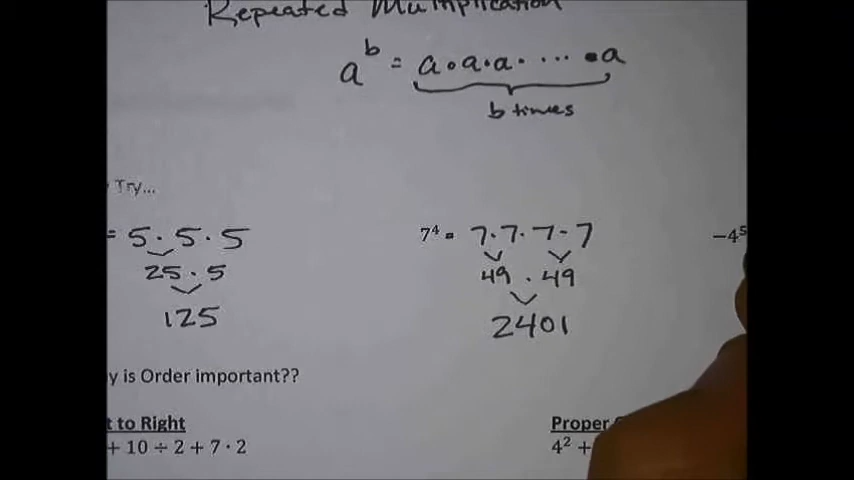 Repeated Multiplication
a^b = a • a • a • ... • a
b times
Try...
= 5 · 5 · 5
25 · 5
125
7⁴ = 7 · 7 · 7 · 7
49 · 49
2401
−4⁵
y is Order important??
t to Right
+ 10 ÷ 2 + 7 · 2
Proper
4² +